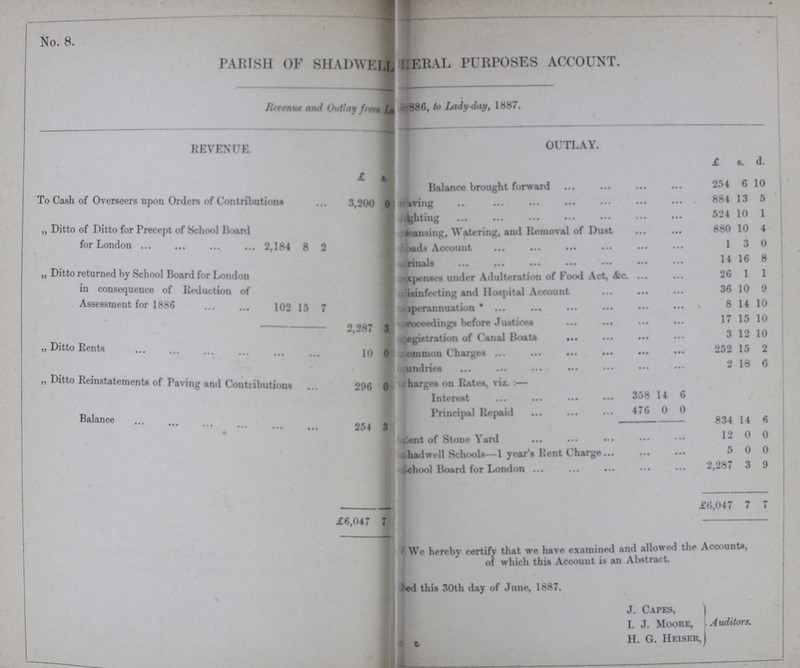 No. 8.
PARISH OF SHADWELL ERAL PURPOSES ACCOUNT.
Revenue and Outlay from 886, to Lady-day, 1887.
REVENUE.
£ s.
To Cash of Overseers upon Orders of Contributions ... 3,200 0
„ Ditto of Ditto for Precept of School Board
for London ... ... ... ... 2,184 8 2
„ Ditto returned by School Board for London
in consequence of Reduction of
Assessment for 1886 ... ... 102 15 7
2,287 3
„ Ditto Rents ... ... ... ... ... ... 10 0
„ Ditto Reinstatements of Paving and Contributions ... 296 0
Balance ... ... ... ... ... ... 254 3
£6,047 7
OUTLAY.
£ s. d.
Balance brought forward ... ... ... ... 254 6 10
aving ... ... ... ... ... ... ... 884 13 5
ghting ... ... ... ... ... ... ... 524 10 1
eansing, Watering, and Removal of Dust ... ... 880 10 4
oads Account ... ... ... ... ... ... 1 3 0
rinals ... ... ... ... ... ... ... 14 16 8
xpenses under Adulteration of Food Act, &c. ... ... 26 1 1
isinfecting and Hospital Account ... ... ... 36 10 9
uperannuation * ... ... ... ... ... ... 8 14 10
roceedings before Justices ... ... ... ... 17 15 10
egistration of Canal Boats ... ... ... ... 3 12 10
ommon Charges ... ... ... ... ... ... 252 15 2
undries ... ... ... ... ... ... ... 2 18 6
harges on Rates, viz. :—
Interest ... ... ... ... 358 14 6
Principal Repaid ... ... ... 476 0 0
834 14 6
ent of Stone Yard ... ... ... ... ... 12 0 0
hadwell Schools—1 year's Rent Charge ... ... ... 5 0 0
chool Board for London ... ... ... ... ... 2,287 3 9
£6,047 7 7
We hereby certify that we have examined and allowed the Accounts,
of which this Account is an Abstract.
ed this 30th day of June, 1887.
J. CAPES,
I. J. MOORE,
H. G. HEISER,
Auditors.